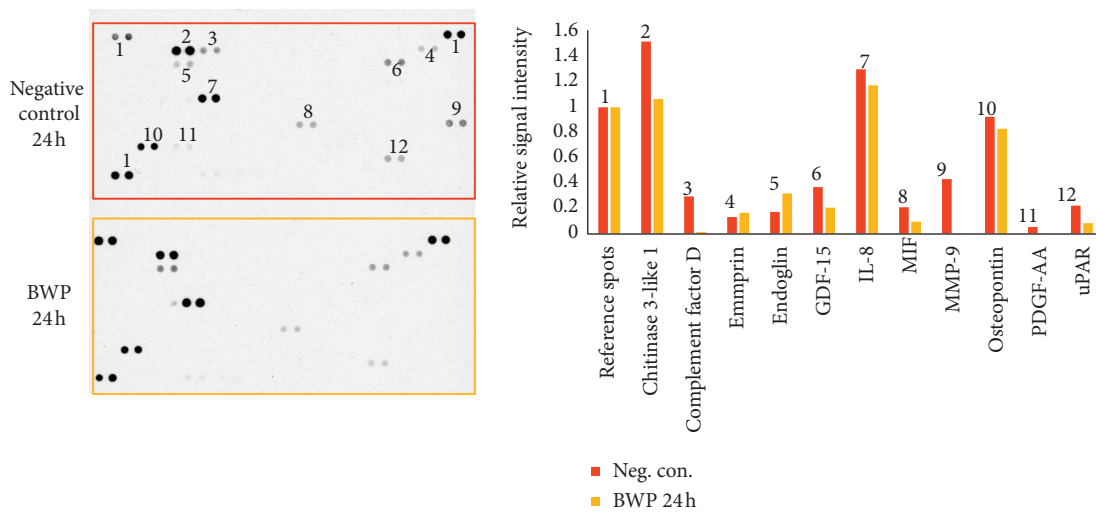 Negative
control
24 h
1
2
3
4
1
5
6
7
8
9
10
11
12
1
BWP
24 h
Relative signal intensity
1.6
1.4
1.2
1
0.8
0.6
0.4
0.2
0
1
2
3
4
5
6
7
8
9
10
11
12
Reference spots
Chitinase 3-like 1
Complement factor D
Emmprin
Endoglin
GDF-15
IL-8
MIF
MMP-9
Osteopontin
PDGF-AA
uPAR
Neg. con.
BWP 24 h